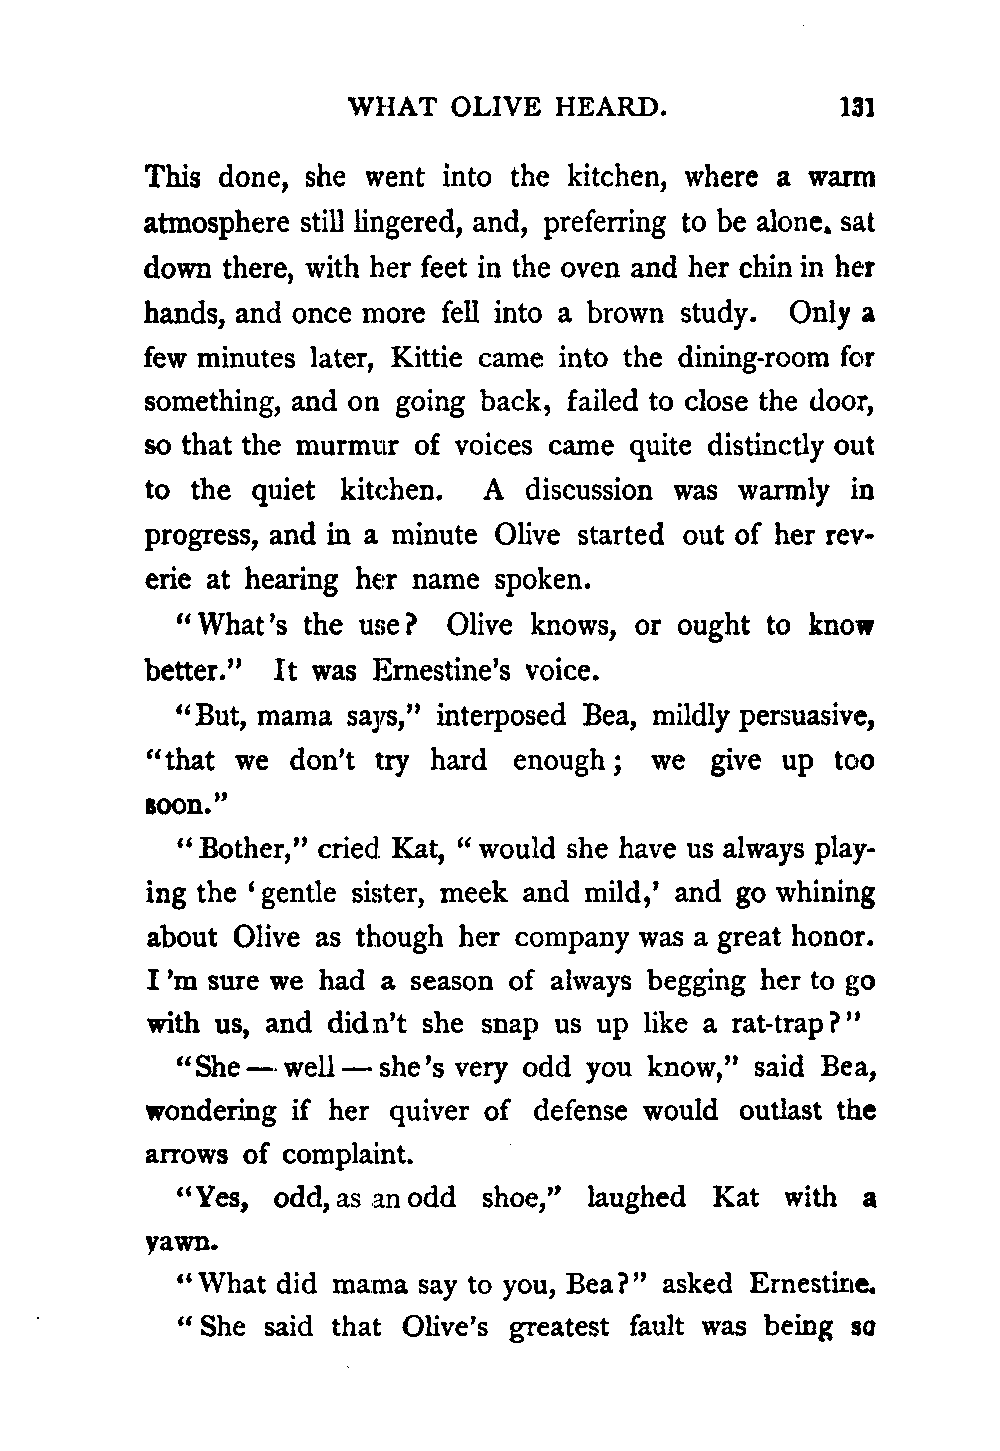 WHAT OLIVE HEARD. 131
This done, she went into the kitchen, where a warm
atmosphere still lingered, and, preferring to be alone, sat
down there, with her feet in the oven and her chin in her
hands, and once more fell into a brown study. Only a
few minutes later, Kittie came into the dining-room for
something, and on going back, failed to close the door,
so that the murmur of voices came quite distinctly out
to the quiet kitchen. A discussion was warmly in
progress, and in a minute Olive started out of her rev-
erie at hearing her name spoken.
"What's the use? Olive knows, or ought to know
better." It was Ernestine's voice.
"But, mama says," interposed Bea, mildly persuasive,
"that we don't try hard enough; we give up too
soon."
"Bother," cried Kat, "would she have us always play-
ing the 'gentle sister, meek and mild,' and go whining
about Olive as though her company was a great honor.
I'm sure we had a season of always begging her to go
with us, and didn't she snap us up like a rat-trap?"
"She—well—she's very odd you know," said Bea,
wondering if her quiver of defense would outlast the
arrows of complaint.
"Yes, odd, as an odd shoe," laughed Kat with a
yawn.
"What did mama say to you, Bea?" asked Ernestine.
"She said that Olive's greatest fault was being so